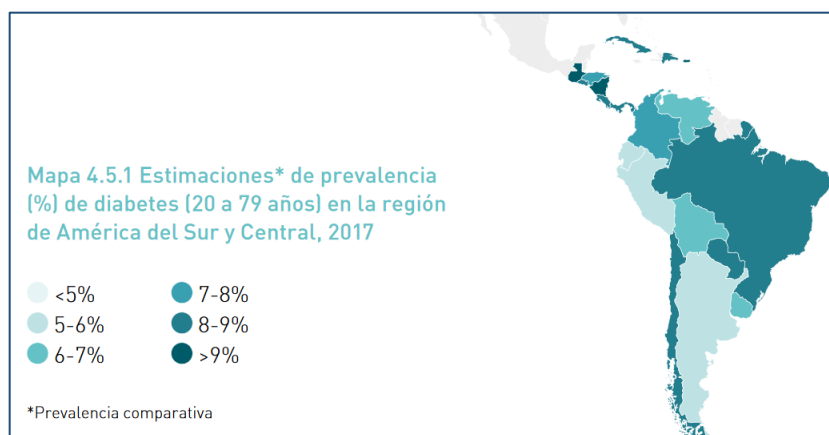 Mapa 4.5.1 Estimaciones* de prevalencia
(%) de diabetes (20 a 79 años) en la región
de América del Sur y Central, 2017
<5%
5-6%
6-7%
7-8%
8-9%
>9%
*Prevalencia comparativa